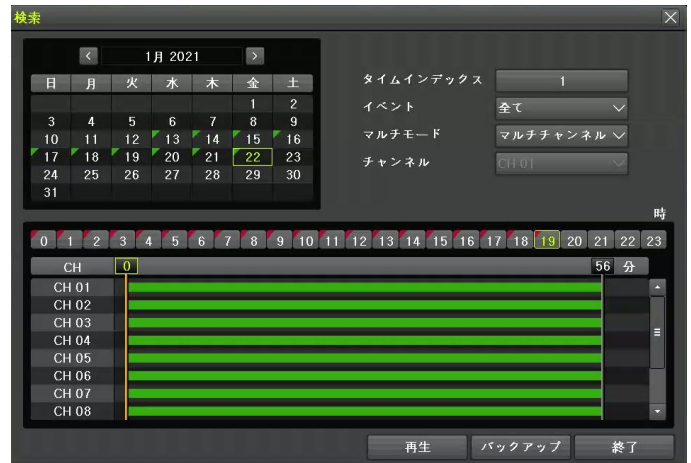 検索
1月 2021
日 月 火 水 木 金 土
1 2
3 4 5 6 7 8 9
10 11 12 13 14 15 16
17 18 19 20 21 22 23
24 25 26 27 28 29 30
31
タイムインデックス 1
イベント 全て
マルチモード マルチチャンネル
チャンネル CH 01
時
0 1 2 3 4 5 6 7 8 9 10 11 12 13 14 15 16 17 18 19 20 21 22 23
CH 0 56 分
CH 01
CH 02
CH 03
CH 04
CH 05
CH 06
CH 07
CH 08
再生 バックアップ 終了